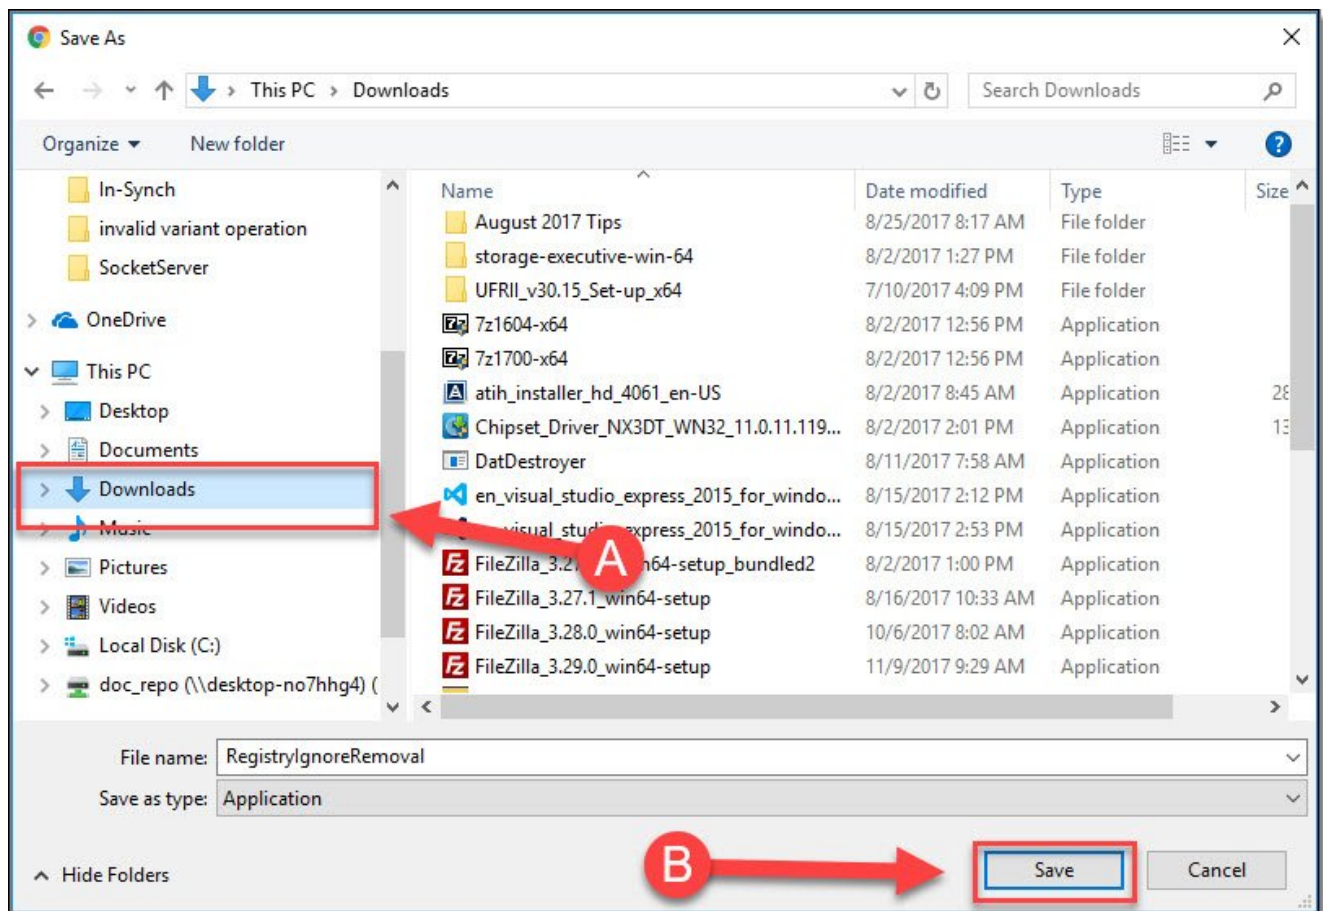 Save As
This PC > Downloads
Search Downloads
Organize
New folder
?
In-Synch
invalid variant operation
SocketServer
OneDrive
This PC
Desktop
Documents
Downloads
Music
Pictures
Videos
Local Disk (C:)
doc_repo (\\desktop-no7hhg4) (
Name Date modified Type Size
August 2017 Tips 8/25/2017 8:17 AM File folder
storage-executive-win-64 8/2/2017 1:27 PM File folder
UFRII_v30.15_Set-up_x64 7/10/2017 4:09 PM File folder
7z1604-x64 8/2/2017 12:56 PM Application
7z1700-x64 8/2/2017 12:56 PM Application
atih_installer_hd_4061_en-US 8/2/2017 8:45 AM Application 28
Chipset_Driver_NX3DT_WN32_11.0.11.119... 8/2/2017 2:01 PM Application 13
DatDestroyer 8/11/2017 7:58 AM Application
en_visual_studio_express_2015_for_windo... 8/15/2017 2:12 PM Application
8/15/2017 2:53 PM Application
8/2/2017 1:00 PM Application
FileZilla_3.27.1_win64-setup 8/16/2017 10:33 AM Application
FileZilla_3.28.0_win64-setup 10/6/2017 8:02 AM Application
FileZilla_3.29.0_win64-setup 11/9/2017 9:29 AM Application
A
File name: RegistryIgnoreRemoval
Save as type: Application
B
Hide Folders
Save
Cancel